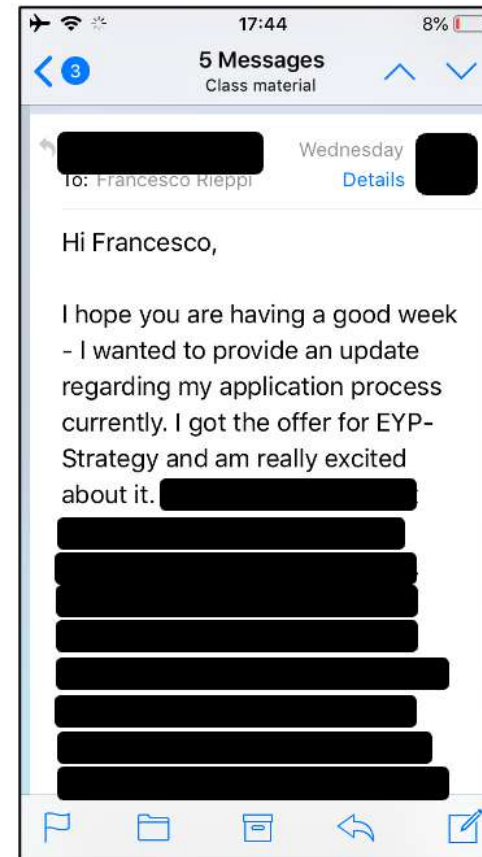 17:44
8%
3
5 Messages
Class material
Wednesday
To: Francesco Rieppi
Details
Hi Francesco,
I hope you are having a good week
- I wanted to provide an update
regarding my application process
currently. I got the offer for EYP-
Strategy and am really excited
about it.